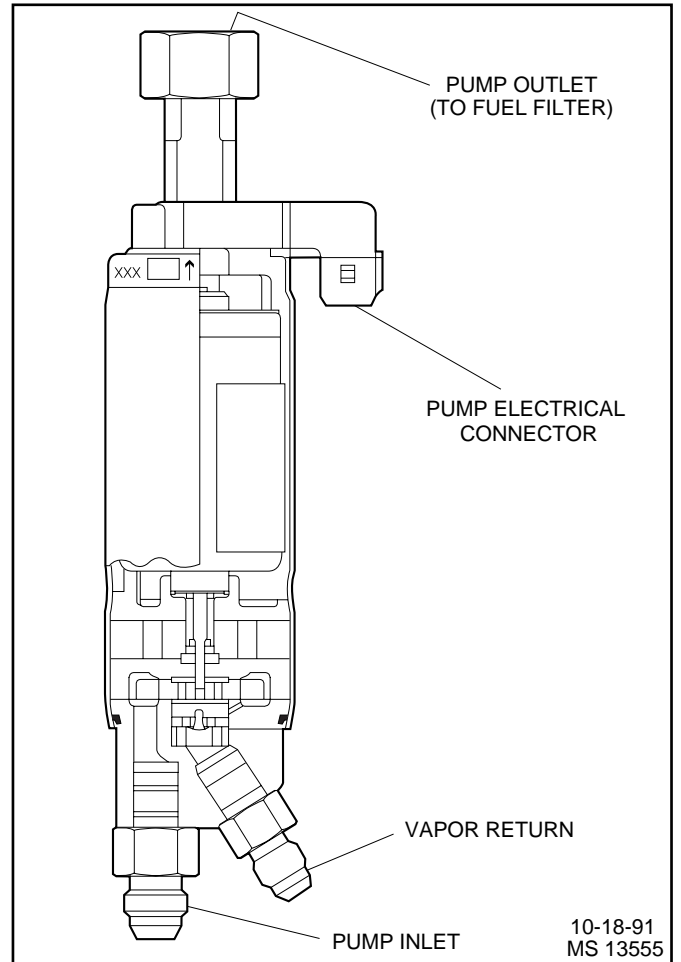 PUMP OUTLET
(TO FUEL FILTER)
XXX
PUMP ELECTRICAL
CONNECTOR
VAPOR RETURN
PUMP INLET
10-18-91
MS 13555